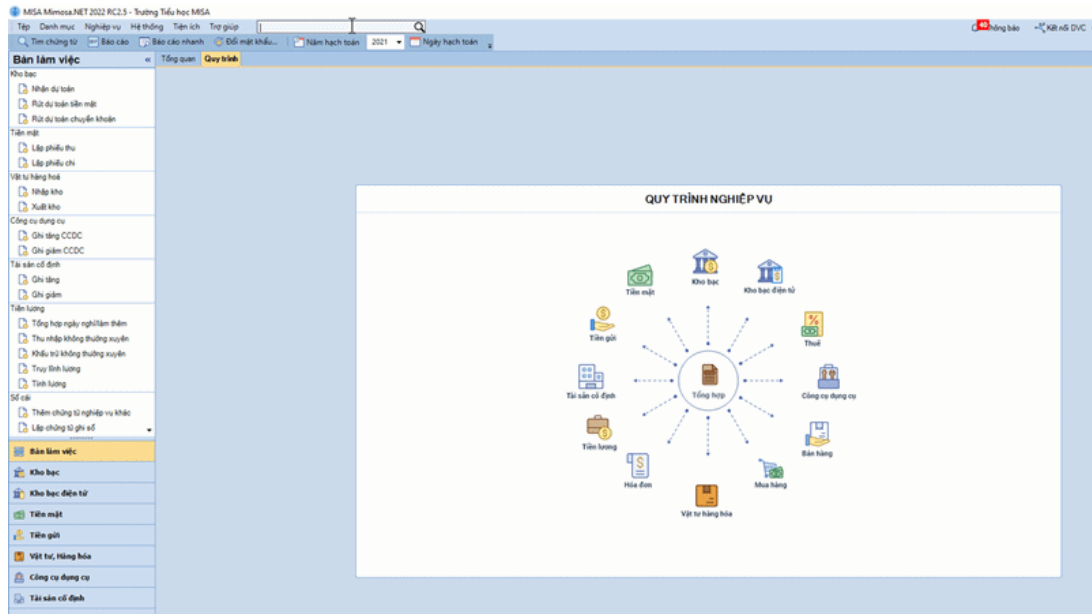 MISA Mimosa.NET 2022 RC2.5 - Trường Tiểu học MISA
Tệp Danh mục Nghiệp vụ Hệ thống Tiện ích Trợ giúp
40 Thông báo Kết nối DVC
Tìm chứng từ Báo cáo Báo cáo nhanh Đổi mật khẩu... Năm hạch toán 2021 Ngày hạch toán
Bàn làm việc «
Tổng quan Quy trình
Kho bạc
Nhận dự toán
Rút dự toán tiền mặt
Rút dự toán chuyển khoản
Tiền mặt
Lập phiếu thu
Lập phiếu chi
Vật tư hàng hoá
Nhập kho
Xuất kho
Công cụ dụng cụ
Ghi tăng CCDC
Ghi giảm CCDC
Tài sản cố định
Ghi tăng
Ghi giảm
Tiền lương
Tổng hợp ngày nghỉ/làm thêm
Thu nhập không thường xuyên
Khấu trừ không thường xuyên
Truy lĩnh lương
Tính lương
Sổ cái
Thêm chứng từ nghiệp vụ khác
Lập chứng từ ghi sổ
Bàn làm việc
Kho bạc
Kho bạc điện tử
Tiền mặt
Tiền gửi
Vật tư, Hàng hóa
Công cụ dụng cụ
Tài sản cố định
QUY TRÌNH NGHIỆP VỤ
Kho bạc
Tiền mặt
Kho bạc điện tử
Tiền gửi
Thuế
Tài sản cố định
Tổng hợp
Công cụ dụng cụ
Tiền lương
Bán hàng
Hóa đơn
Mua hàng
Vật tư hàng hóa